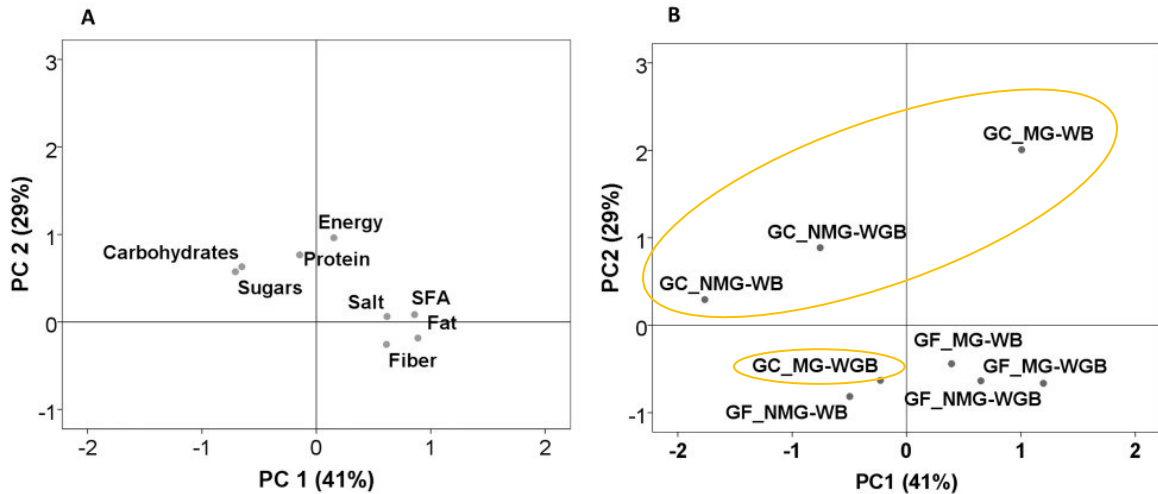 A
3
2
1
0
-1
-2
-1
0
1
2
PC 2 (29%)
PC 1 (41%)
Energy
Carbohydrates
Protein
Sugars
Salt
SFA
Fat
Fiber
B
3
2
1
0
-1
-2
-1
0
1
2
PC2 (29%)
PC1 (41%)
GC_MG-WB
GC_NMG-WGB
GC_NMG-WB
GF_MG-WB
GC_MG-WGB
GF_MG-WGB
GF_NMG-WGB
GF_NMG-WB